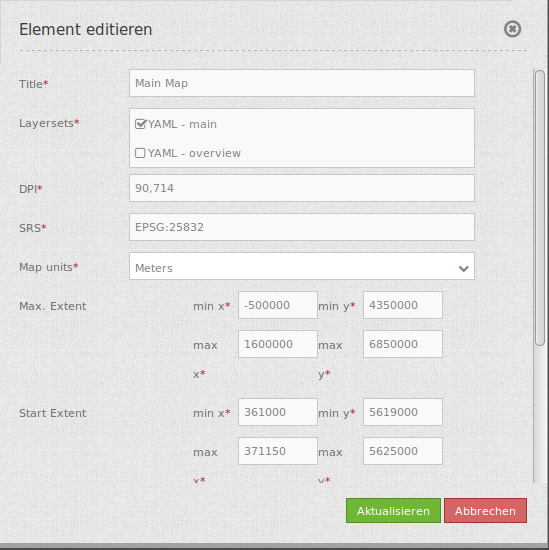 Element editieren
Title* Main Map
Layersets* YAML - main
YAML - overview
DPI* 90,714
SRS* EPSG:25832
Map units* Meters
Max. Extent min x* -500000 min y* 4350000
max x* 1600000 max y* 6850000
Start Extent min x* 361000 min y* 5619000
max x* 371150 max y* 5625000
Aktualisieren Abbrechen